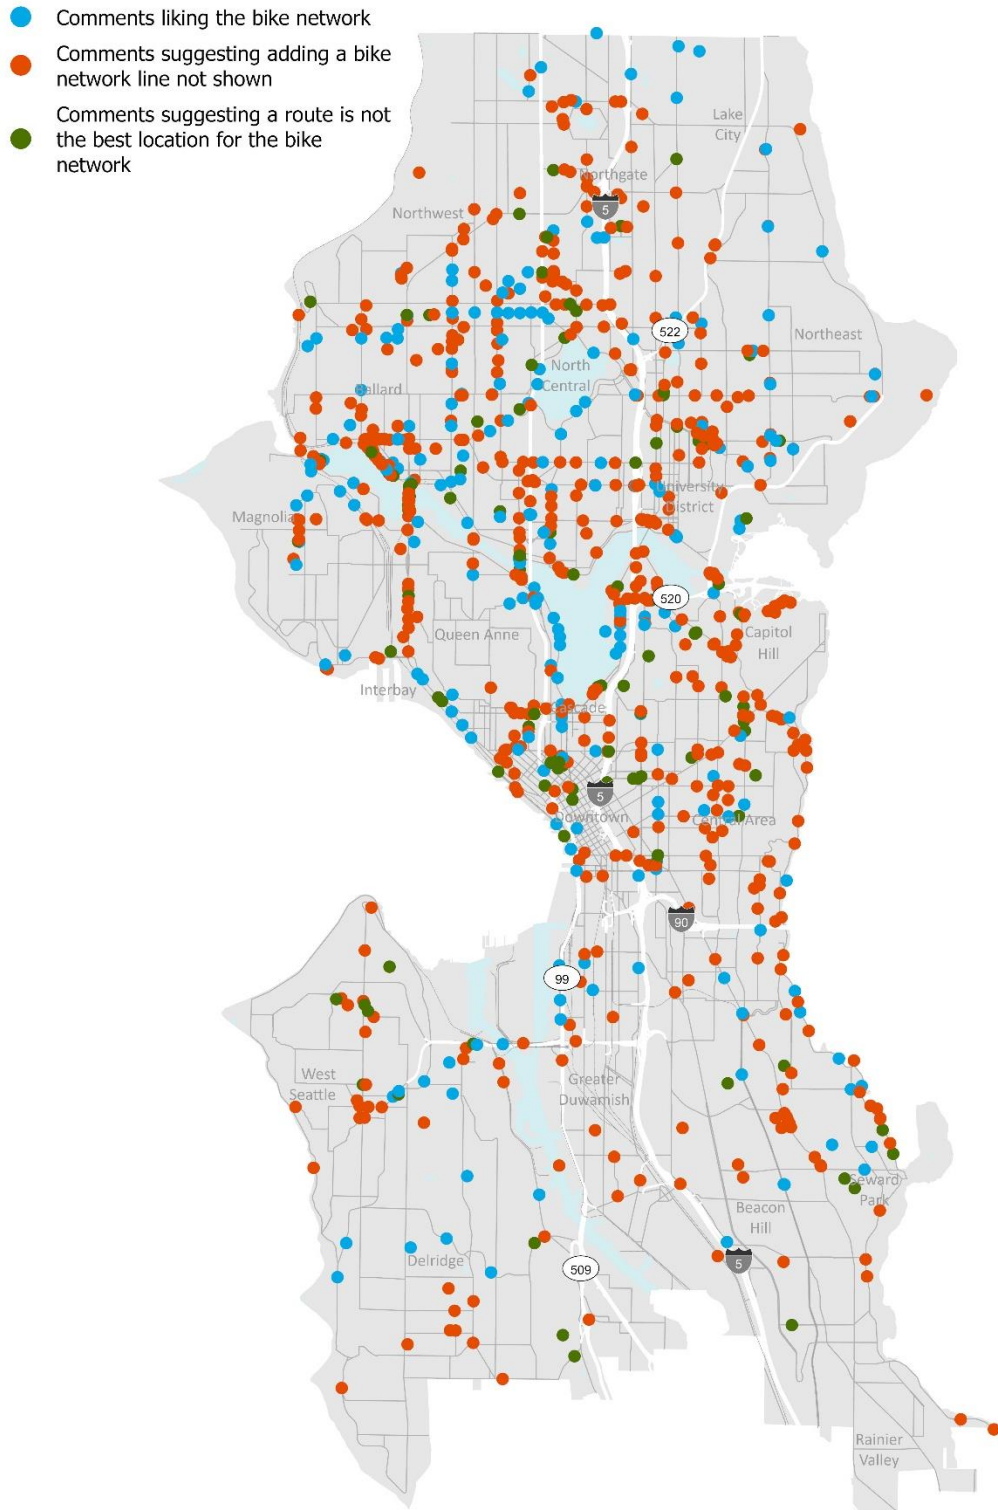 Comments liking the bike network
Comments suggesting adding a bike
network line not shown
Comments suggesting a route is not
the best location for the bike
network
Lake
City
Northgate
5
Northwest
522
Northeast
North
Central
Ballard
University
District
Magnolia
520
Capitol
Hill
Queen Anne
Interbay
Cascade
5
Downtown
Central Area
90
99
West
Seattle
Greater
Duwamish
Seward
Park
Beacon
Hill
Delridge
5
509
Rainier
Valley